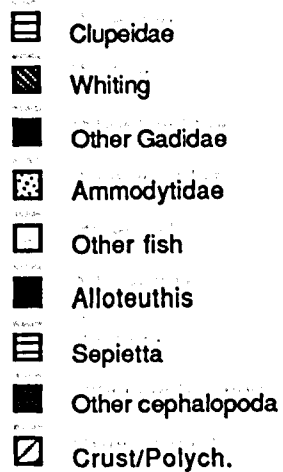 Clupeidae
Whiting
Other Gadidae
Ammodytidae
Other fish
Alloteuthis
Sepietta
Other cephalopoda
Crust/Polych.